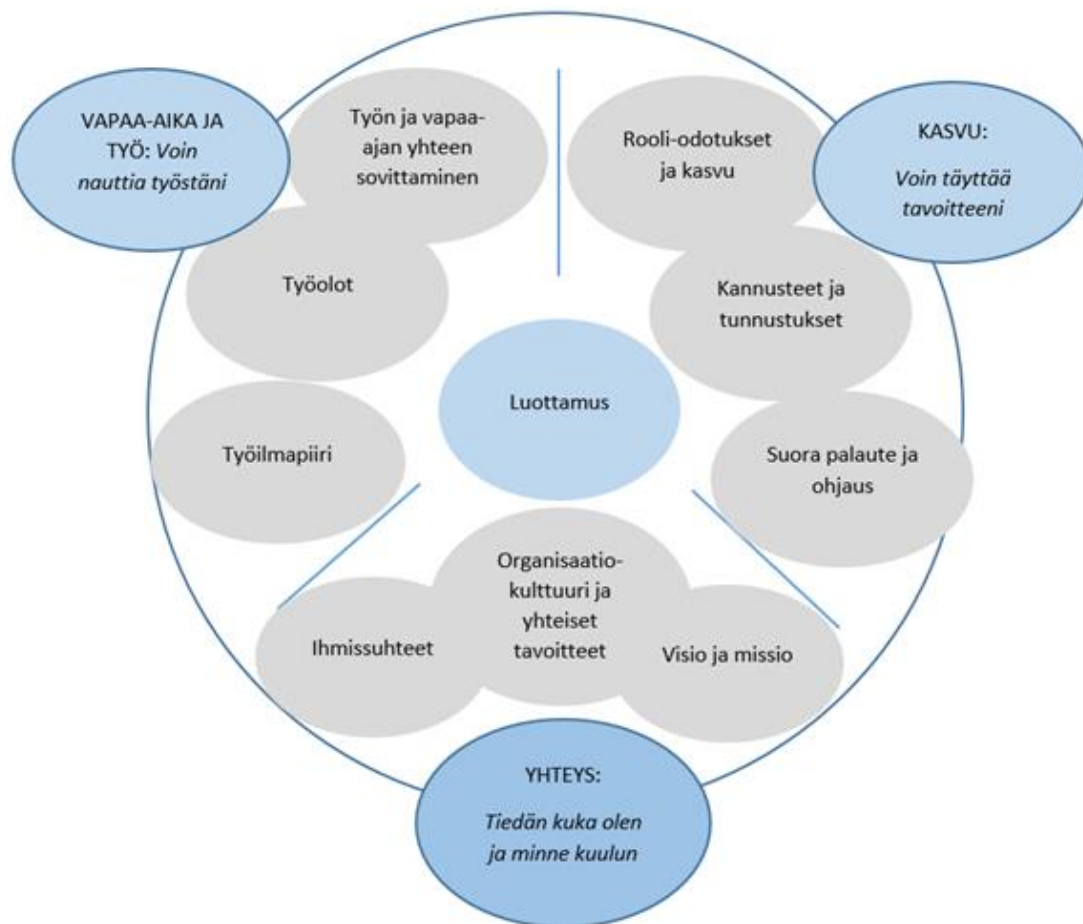 VAPAA-AIKA JA
TYÖ: Voin
nauttia työstäni
Työn ja vapaa-
ajan yhteen
sovittaminen
Rooli-odotukset
ja kasvu
KASVU:
Voin täyttää
tavoitteeni
Työolot
Kannusteet ja
tunnustukset
Luottamus
Työilmapiiri
Suora palaute ja
ohjaus
Ihmissuhteet
Organisaatio-
kulttuuri ja
yhteiset
tavoitteet
Visio ja missio
YHTEYS:
Tiedän kuka olen
ja minne kuulun